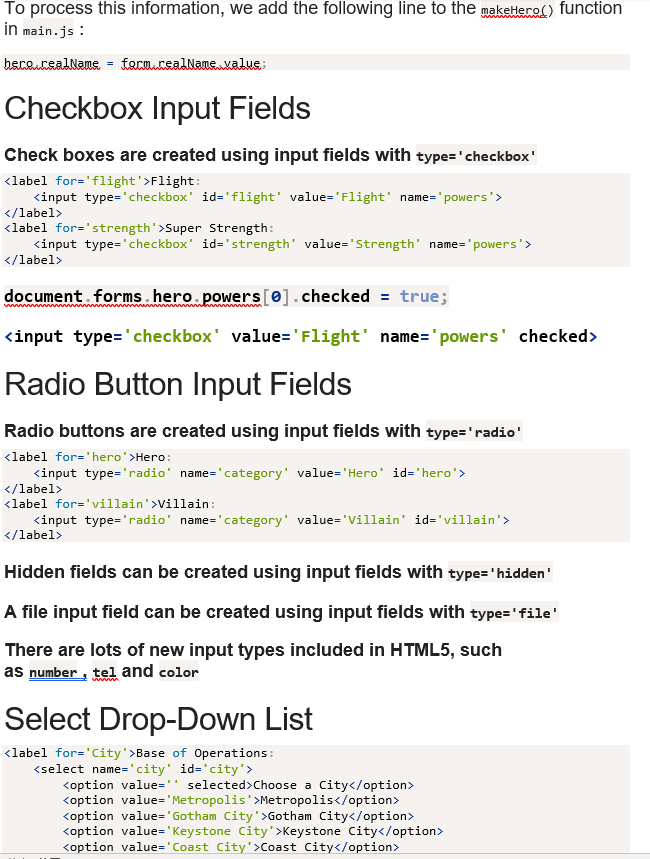 To process this information, we add the following line to the makeHero() function
in main.js :
hero.realName = form.realName.value;
Checkbox Input Fields
Check boxes are created using input fields with type='checkbox'
<label for='flight'>Flight:
<input type='checkbox' id='flight' value='Flight' name='powers'>
</label>
<label for='strength'>Super Strength:
<input type='checkbox' id='strength' value='Strength' name='powers'>
</label>
document.forms.hero.powers[0].checked = true;
<input type='checkbox' value='Flight' name='powers' checked>
Radio Button Input Fields
Radio buttons are created using input fields with type='radio'
<label for='hero'>Hero:
<input type='radio' name='category' value='Hero' id='hero'>
</label>
<label for='villain'>Villain:
<input type='radio' name='category' value='Villain' id='villain'>
</label>
Hidden fields can be created using input fields with type='hidden'
A file input field can be created using input fields with type='file'
There are lots of new input types included in HTML5, such
as number , tel and color
Select Drop-Down List
<label for='City'>Base of Operations:
<select name='city' id='city'>
<option value='' selected>Choose a City</option>
<option value='Metropolis'>Metropolis</option>
<option value='Gotham City'>Gotham City</option>
<option value='Keystone City'>Keystone City</option>
<option value='Coast City'>Coast City</option>